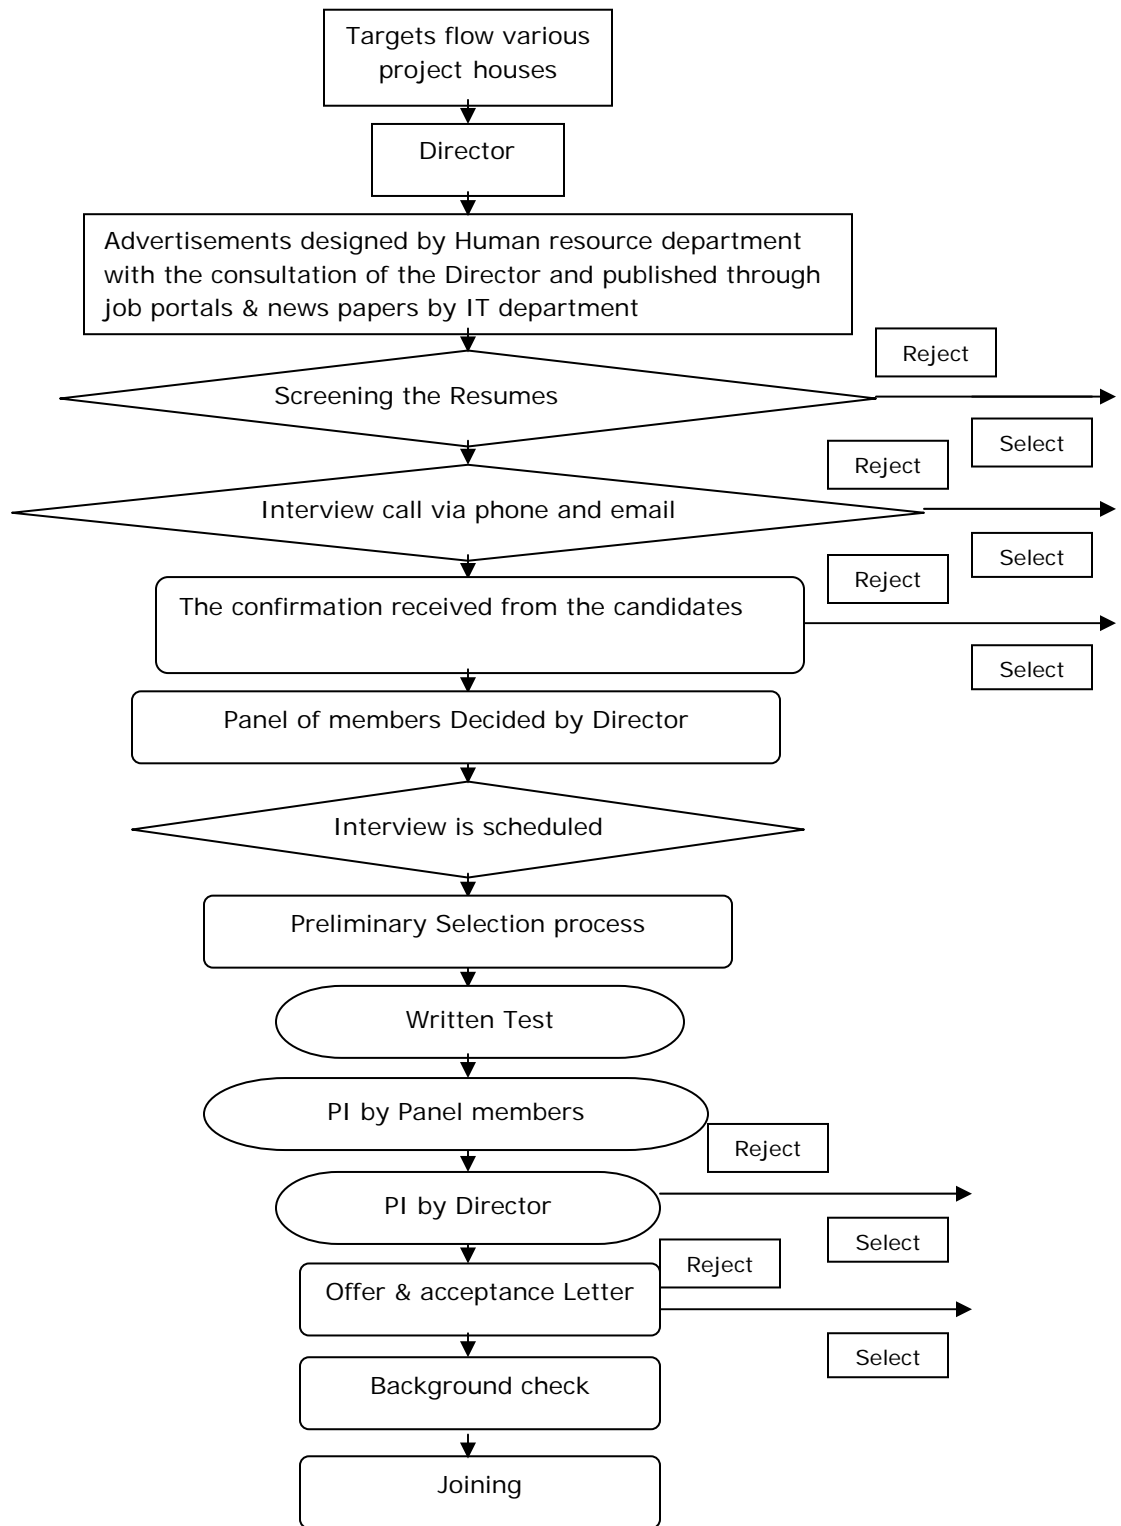 Targets flow various
project houses
Director
Advertisements designed by Human resource department
with the consultation of the Director and published through
job portals & news papers by IT department
Reject
Screening the Resumes
Select
Reject
Interview call via phone and email
Select
Reject
The confirmation received from the candidates
Select
Panel of members Decided by Director
Interview is scheduled
Preliminary Selection process
Written Test
PI by Panel members
Reject
PI by Director
Select
Reject
Offer & acceptance Letter
Select
Background check
Joining